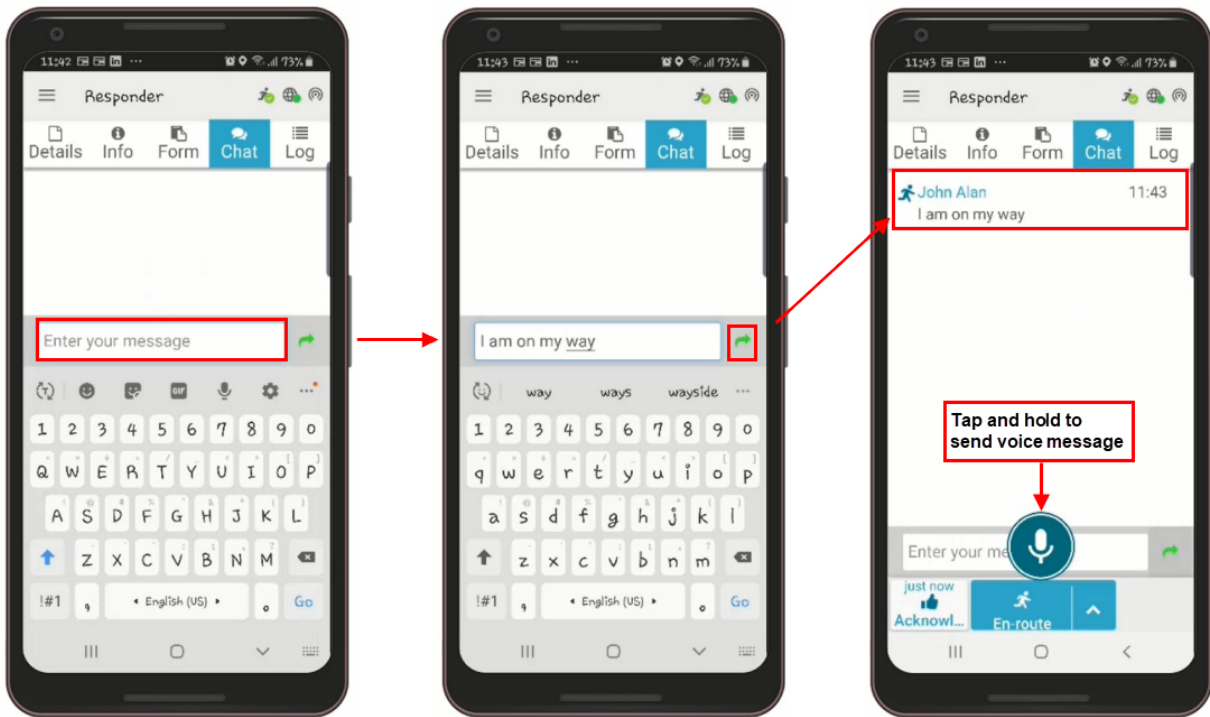 11:42 73%
Responder
Details Info Form Chat Log
Enter your message
GIF
1 2 3 4 5 6 7 8 9 0
Q W E R T Y U I O P
A S D F G H J K L
Z X C V B N M
!#1 , English (US) . Go
11:43 73%
Responder
Details Info Form Chat Log
I am on my way
way ways wayside
1 2 3 4 5 6 7 8 9 0
q w e r t y u i o p
a s d f g h j k l
z x c v b n m
!#1 , English (US) . Go
11:43 73%
Responder
Details Info Form Chat Log
John Alan 11:43
I am on my way
Tap and hold to
send voice message
Enter your me
just now
Acknowl... En-route